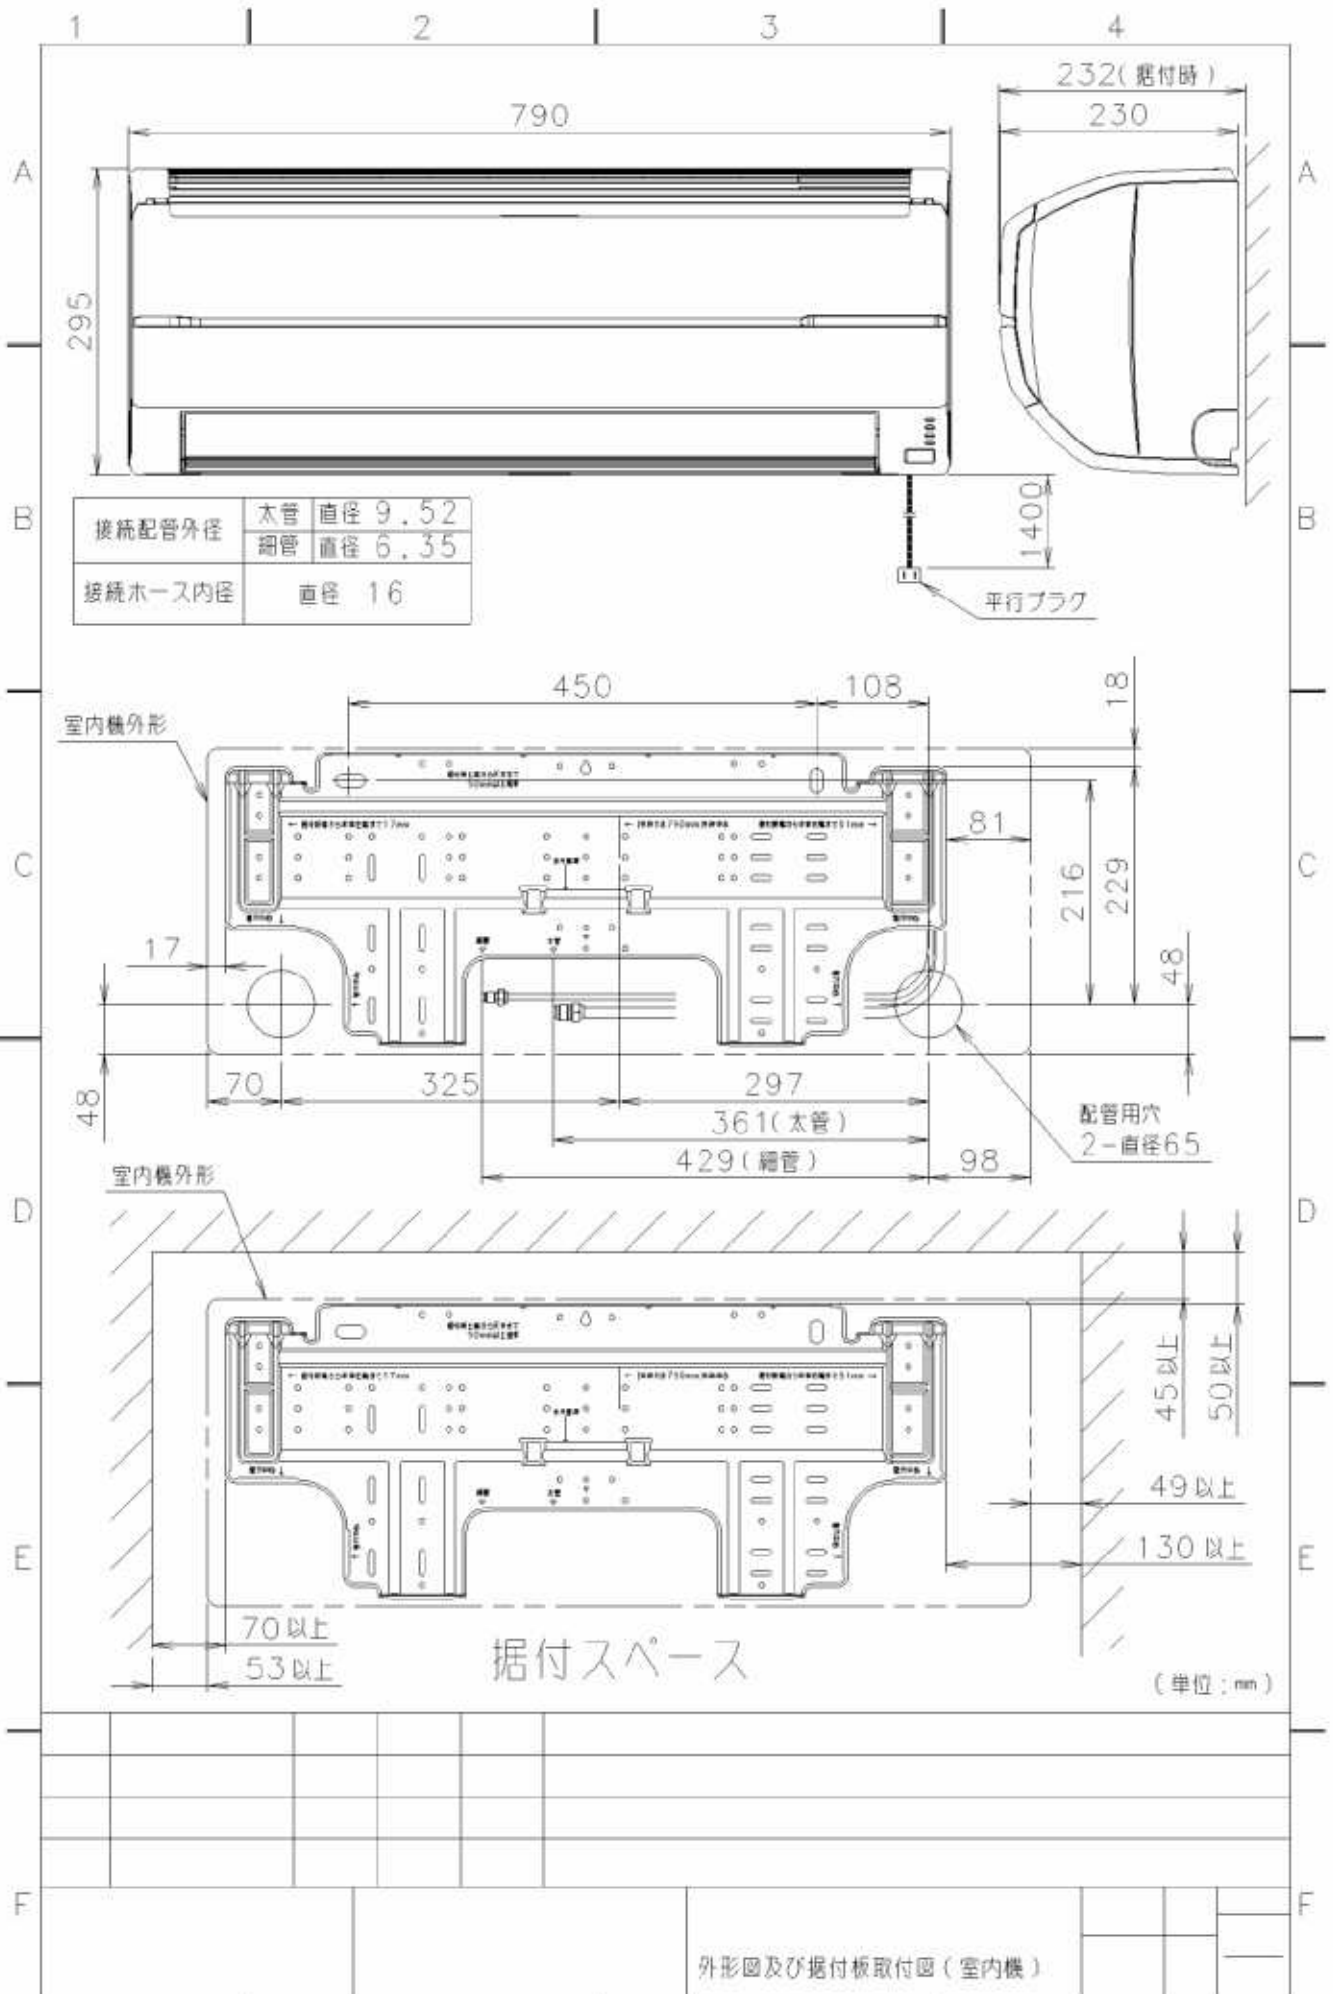 1 2 3 4
232(据付時)
790
230
A A
295
B B
接続配管外径 太管 直径 9.52
細管 直径 6.35
接続ホース内径 直径 16
1400
平行プラグ
450 108 18
室内機外形
81
C C
216 229
17 48
70 325 297
48
361(太管)
配管用穴
2-直径65
429(細管) 98
室内機外形
D D
45以上 50以上
49以上
E E
130以上
70以上
53以上
据付スペース
(単位:mm)
F F
外形図及び据付板取付図(室内機)